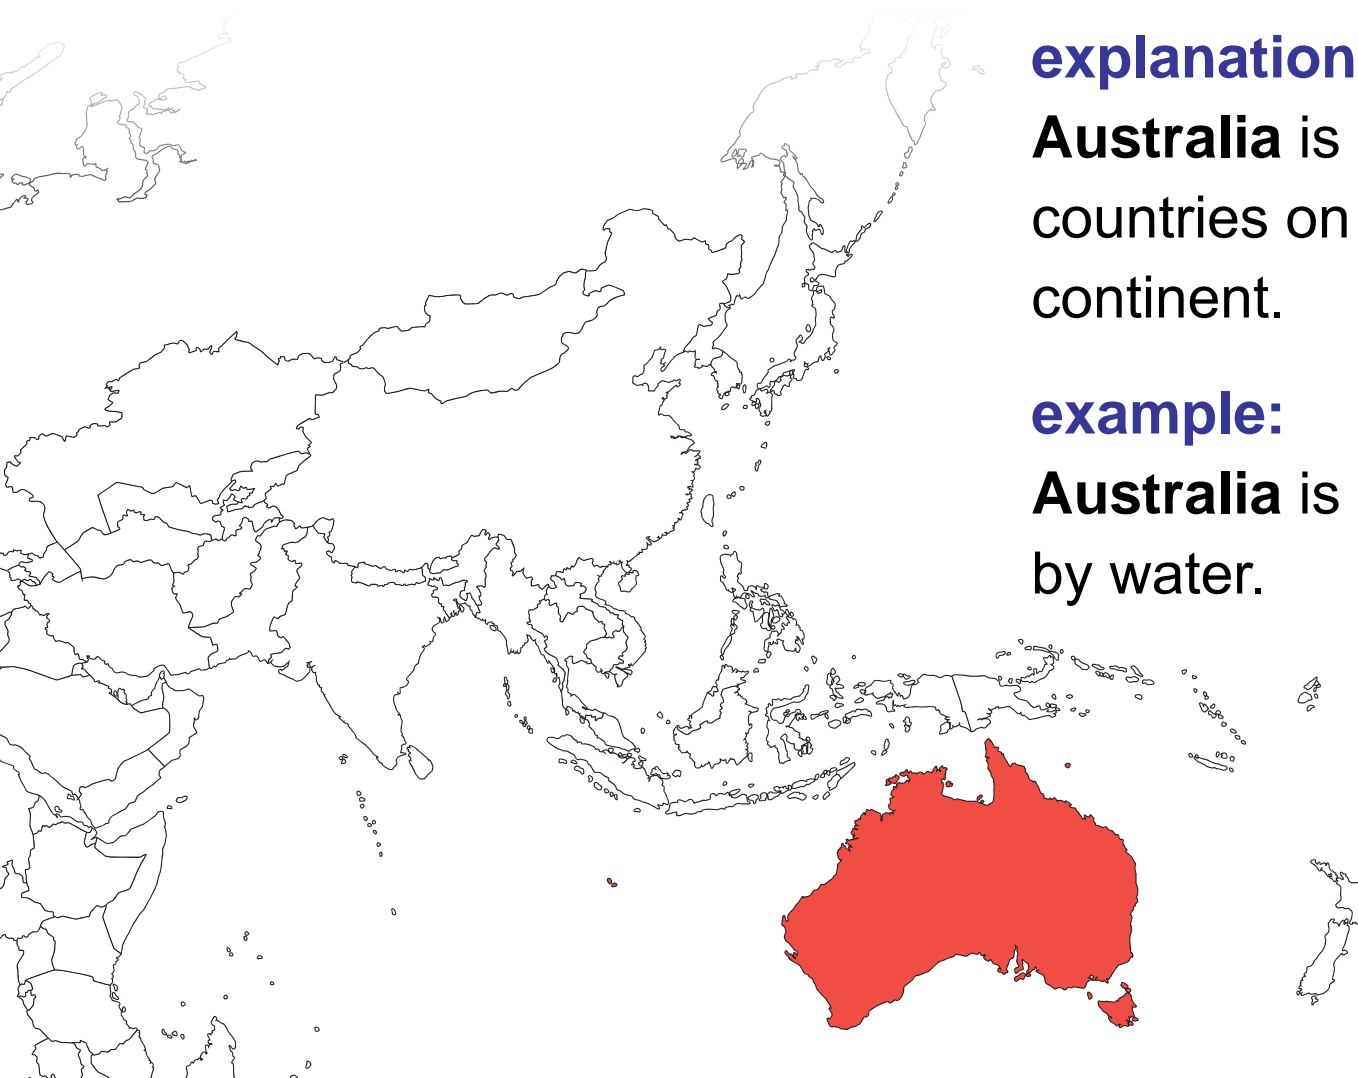 explanation
Australia is
countries on
continent.
example:
Australia is
by water.